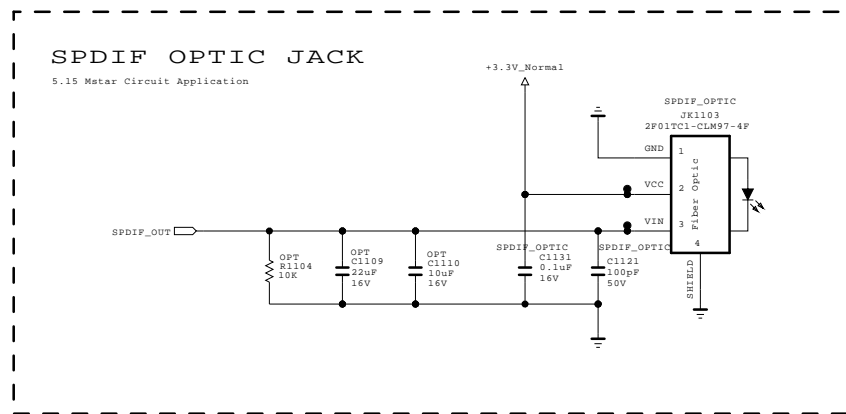 SPDIF OPTIC JACK
5.15 Mstar Circuit Application
+3.3V_Normal
SPDIF_OPTIC
JK1103
2F01TC1-CLM97-4F
GND
1
VCC
2
VIN
3
4
Fiber Optic
SHIELD
SPDIF_OUT
OPT
R1104
10K
OPT
C1109
22uF
16V
OPT
C1110
10uF
16V
SPDIF_OPTIC
C1131
0.1uF
16V
SPDIF_OPTIC
C1121
100pF
50V